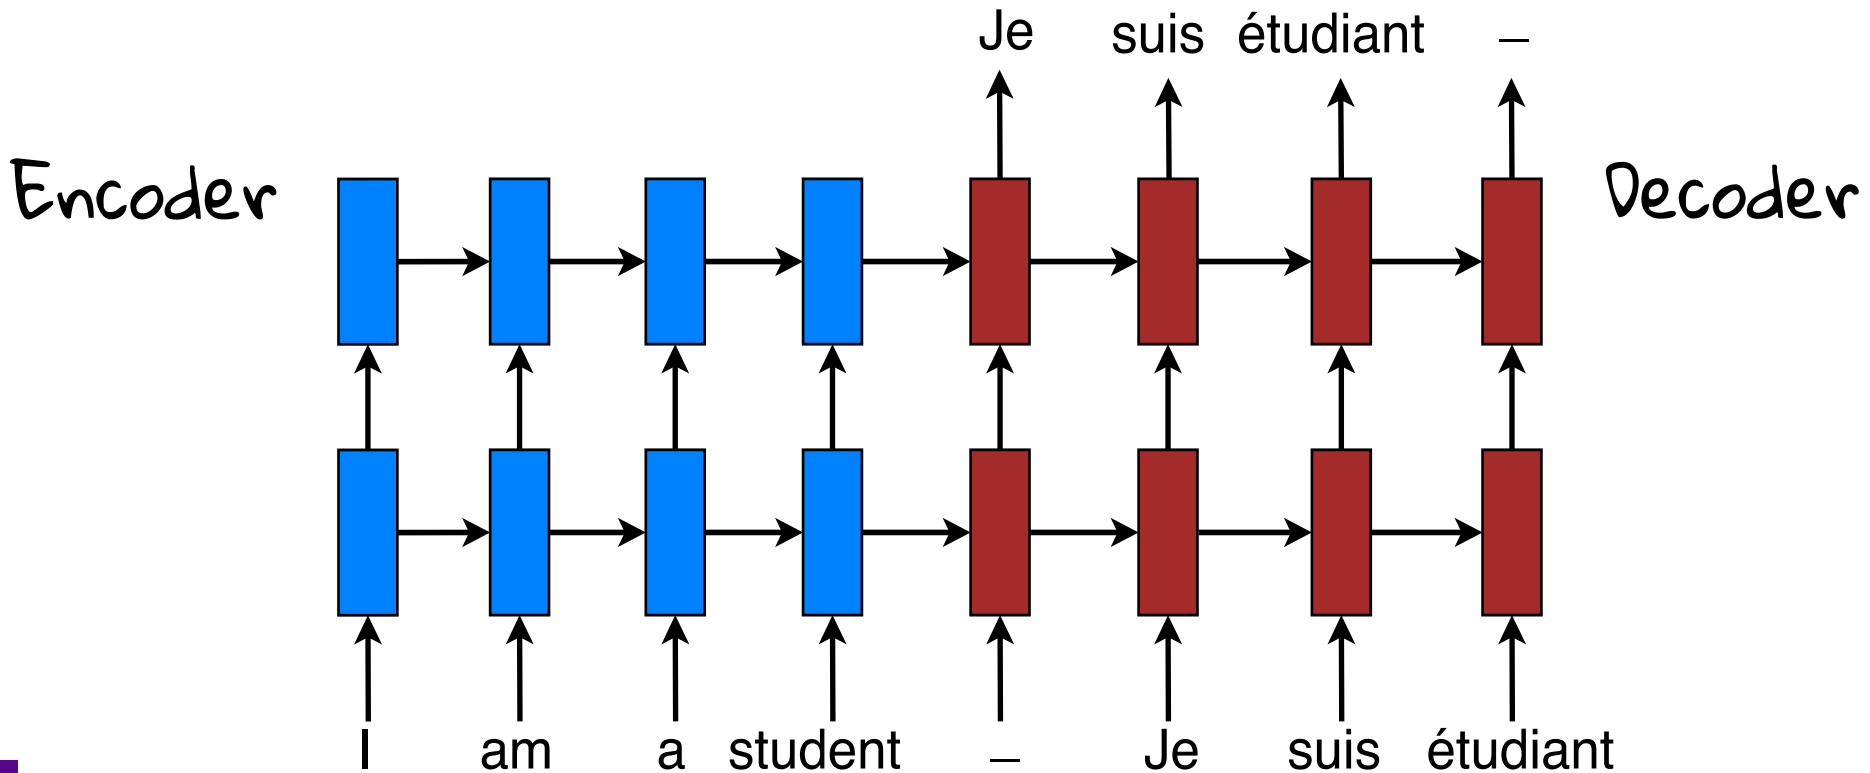 Je suis étudiant _
Encoder Decoder
I am a student _ Je suis étudiant